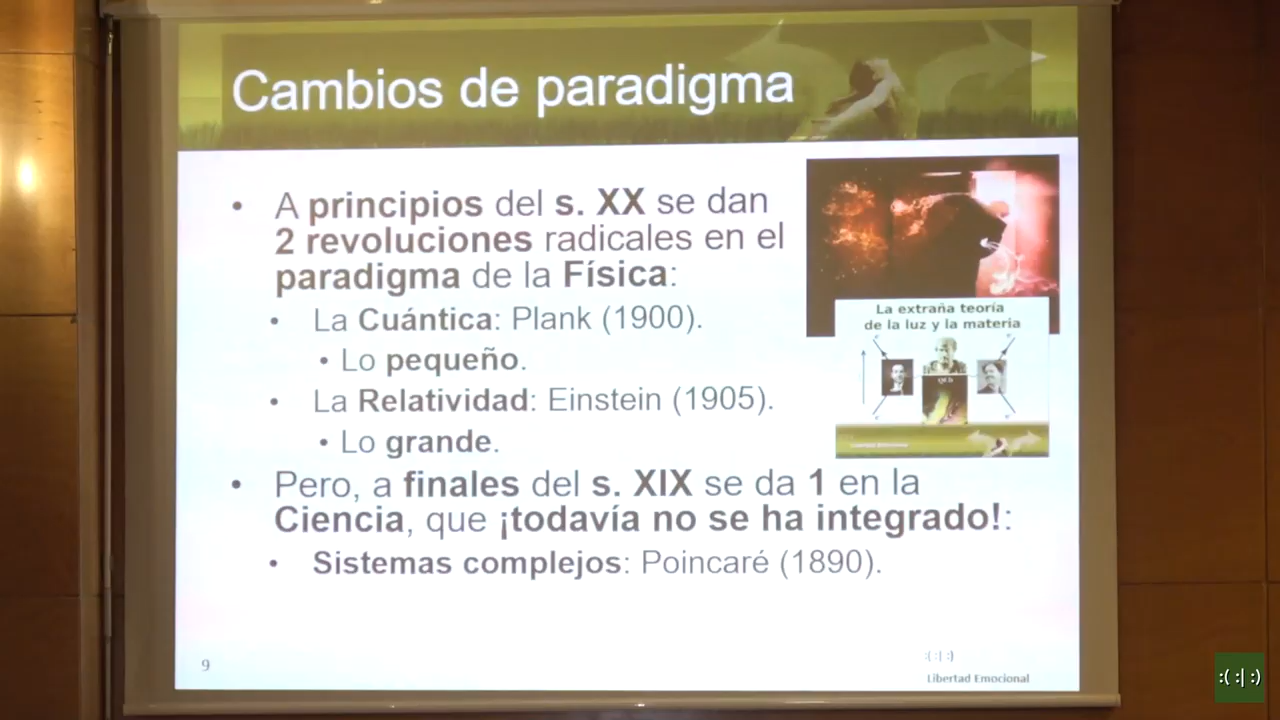 Cambios de paradigma
• A principios del s. XX se dan
2 revoluciones radicales en el
paradigma de la Física:
• La Cuántica: Plank (1900).
• Lo pequeño.
• La Relatividad: Einstein (1905).
• Lo grande.
• Pero, a finales del s. XIX se da 1 en la
Ciencia, que ¡todavía no se ha integrado!:
• Sistemas complejos: Poincaré (1890).
La extraña teoría
de la luz y la materia
9
:(:|:)
Libertad Emocional
:(:|:)